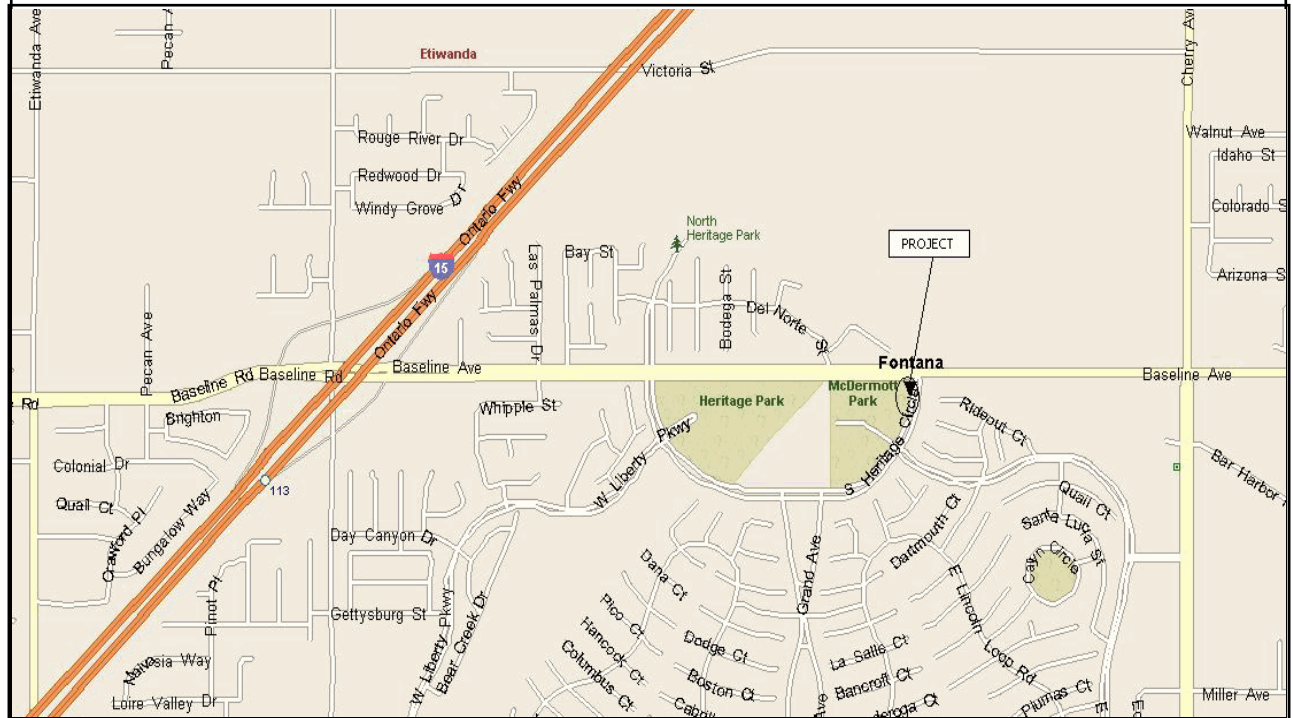 Etiwanda Ave
Etiwanda
Victoria St
Cherry Av
Rouge River Dr
Walnut Ave
Idaho St
Redwood Dr
Windy Grove Dr
Colorado S
Ontario Fwy
North
Heritage Park
PROJECT
Las Palmas Dr
Bay St
15
Arizona S
Bodega St
Del Norte St
Pecan Ave
Ontario Fwy
Fontana
Baseline Rd
Baseline Rd
Baseline Ave
Baseline Ave
Rd
Heritage Park
McDermott
Park
Brighton
Whipple St
Rideout Ct
W Liberty Pkwy
S Heritage Circle
Colonial Dr
Bar Harbor
113
Quail Ct
Quail Ct
Crawford Pl
Bungalow Way
Santa Lucia St
Day Canyon Dr
Dartmouth Ct
Grand Ave
Dana Ct
Pinot Pl
Pico Ct
E Lincoln Loop Rd
Gettysburg St
W Liberty Pkwy
Bear Creek Dr
Hancock Ct
Dodge Ct
Columbus Ct
La Salle Ct
Boston Ct
Bancroft Ct
Plumas Ct
Miller Ave
Loire Valley Dr
Ave